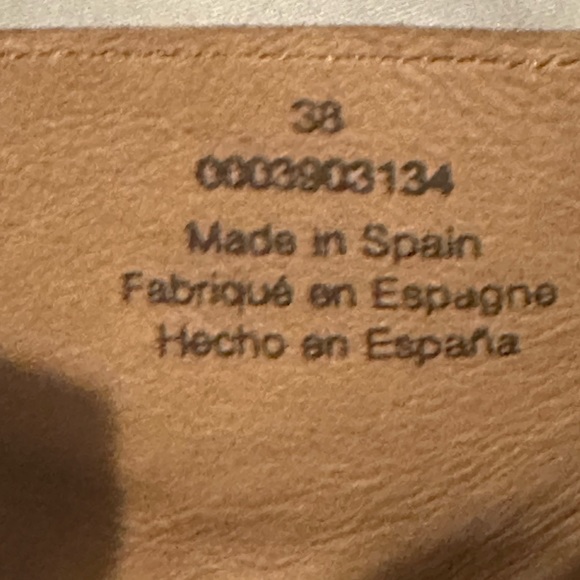 38
0003903134
Made in Spain
Fabriqué en Espagne
Hecho en España